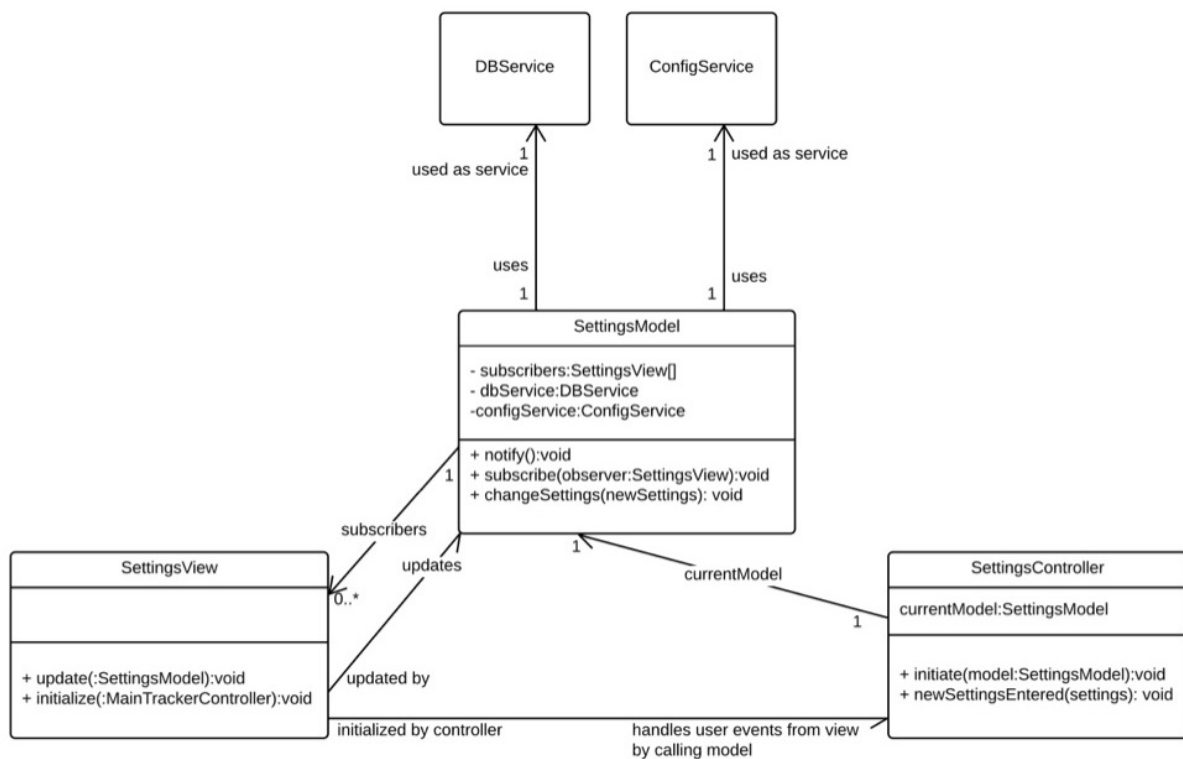 DBService
ConfigService
1
used as service
1
used as service
uses
1
uses
1
SettingsModel
- subscribers:SettingsView[]
- dbService:DBService
-configService:ConfigService
+ notify():void
+ subscribe(observer:SettingsView):void
+ changeSettings(newSettings): void
1
subscribers
0..*
updates
updated by
1
currentModel
1
SettingsView
+ update(:SettingsModel):void
+ initialize(:MainTrackerController):void
SettingsController
currentModel:SettingsModel
+ initiate(model:SettingsModel):void
+ newSettingsEntered(settings): void
initialized by controller
handles user events from view
by calling model